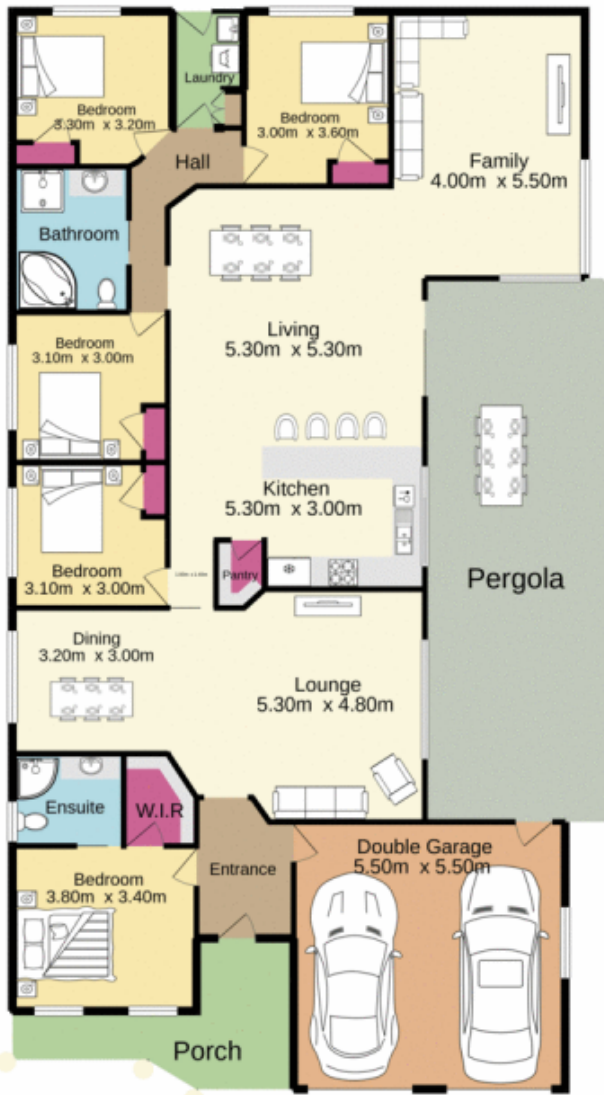 Laundry
Bedroom
3.30m x 3.20m
Bedroom
3.00m x 3.60m
Family
4.00m x 5.50m
Hall
Bathroom
Living
5.30m x 5.30m
Bedroom
3.10m x 3.00m
Kitchen
5.30m x 3.00m
Pantry
Bedroom
3.10m x 3.00m
Pergola
Dining
3.20m x 3.00m
Lounge
5.30m x 4.80m
Ensuite
W.I.R
Double Garage
5.50m x 5.50m
Bedroom
3.80m x 3.40m
Entrance
Porch